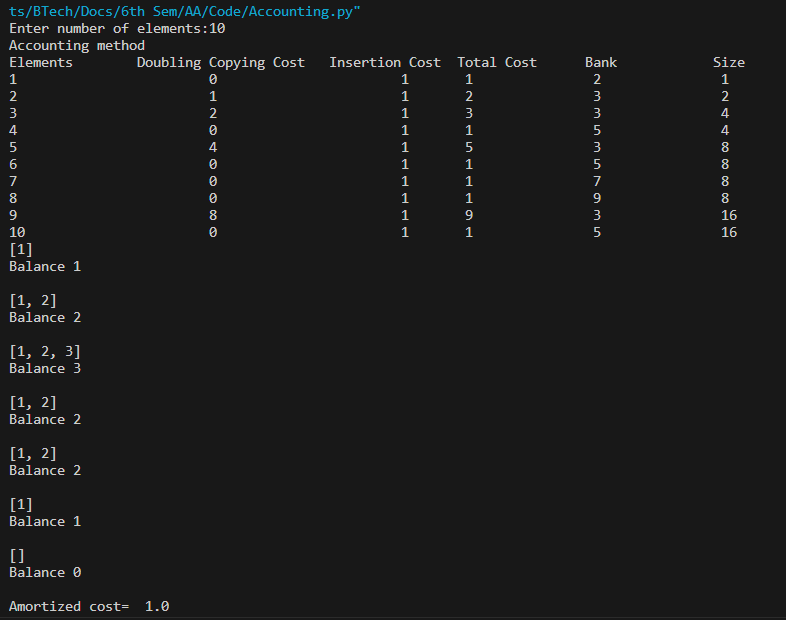 ts/BTech/Docs/6th Sem/AA/Code/Accounting.py"
Enter number of elements:10
Accounting method
Elements Doubling Copying Cost Insertion Cost Total Cost Bank Size
1 0 1 1 2 1
2 1 1 2 3 2
3 2 1 3 3 4
4 0 1 1 5 4
5 4 1 5 3 8
6 0 1 1 5 8
7 0 1 1 7 8
8 0 1 1 9 8
9 8 1 9 3 16
10 0 1 1 5 16
[1]
Balance 1
[1, 2]
Balance 2
[1, 2, 3]
Balance 3
[1, 2]
Balance 2
[1, 2]
Balance 2
[1]
Balance 1
[]
Balance 0
Amortized cost= 1.0